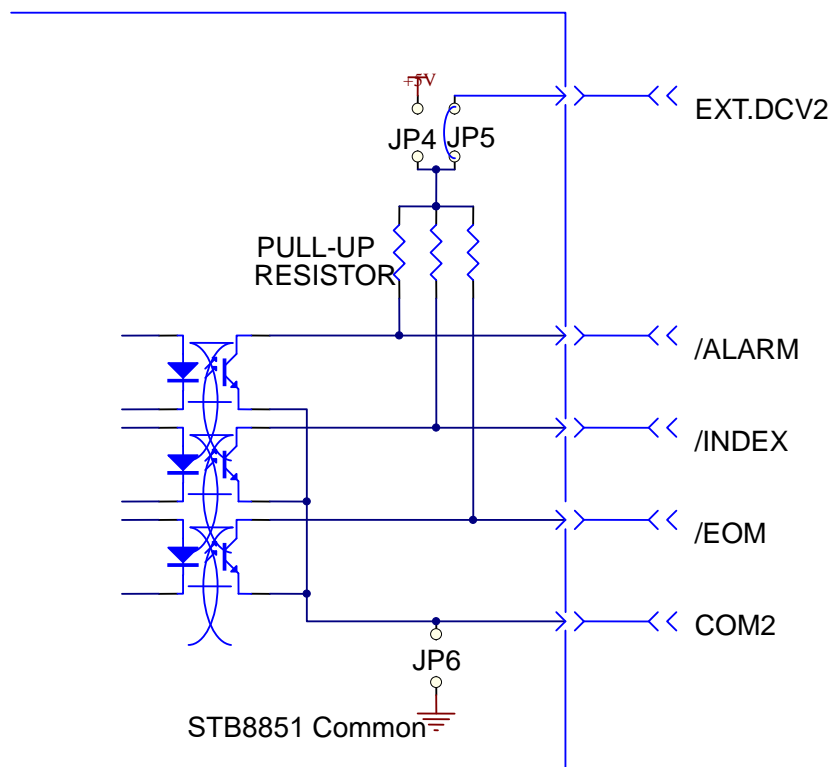 +5V
EXT.DCV2
JP4
JP5
PULL-UP
RESISTOR
/ALARM
/INDEX
/EOM
COM2
JP6
STB8851 Common